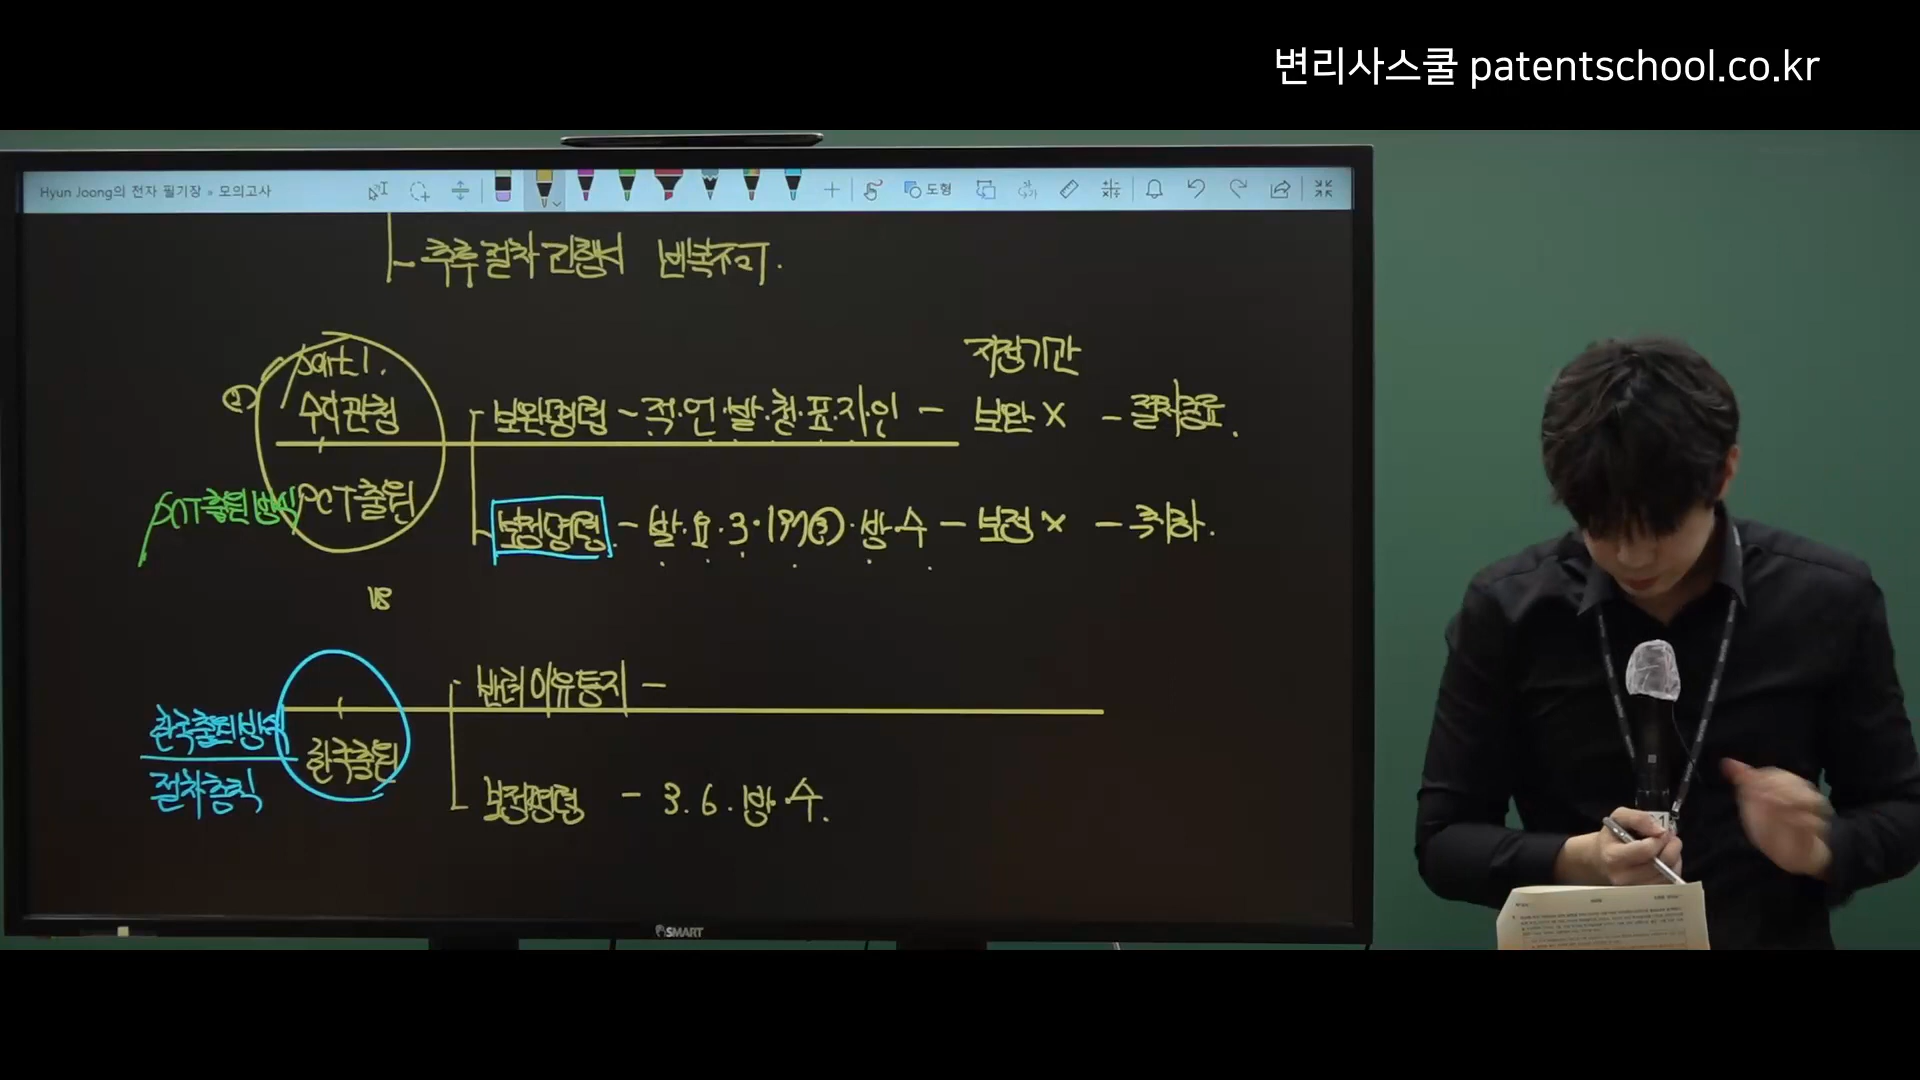 변리사스쿨 patentschool.co.kr
Hyun Joong의 전자 필기장 » 모의고사
도형
추후 절차 진행시 번복不可.
part 1.
지정기간
② 수리관청
보완명령 - 적·언·발·청·표·지·인 - 보완 X - 절차종료.
PCT출원방식 PCT출원
보정명령 - 발·요·3·197③·방·수 - 보정 X - 취하.
vs
반려이유통지 -
한국출원방식
한국출원
절차총칙
보정명령 - 3.6.방.수.
SMART